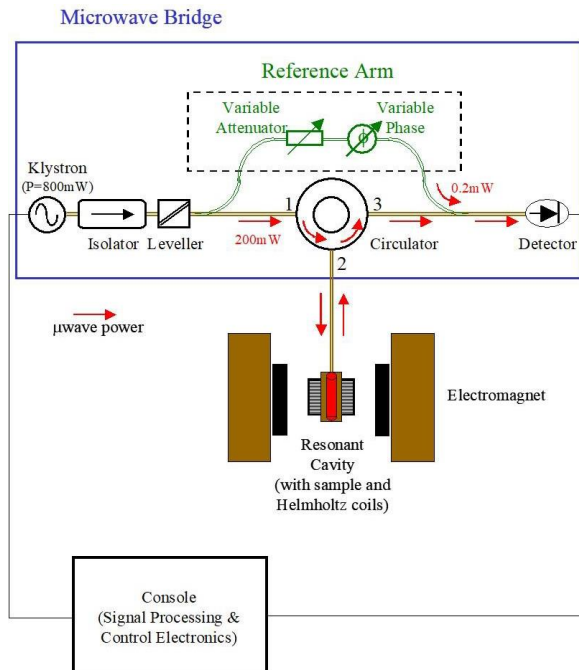 Microwave Bridge
Reference Arm
Variable
Attenuator
Variable
Phase
ϕ
Klystron
(P=800mW)
Isolator
Leveller
200mW
1
3
2
Circulator
0.2mW
Detector
μwave power
Electromagnet
Resonant
Cavity
(with sample and
Helmholtz coils)
Console
(Signal Processing &
Control Electronics)